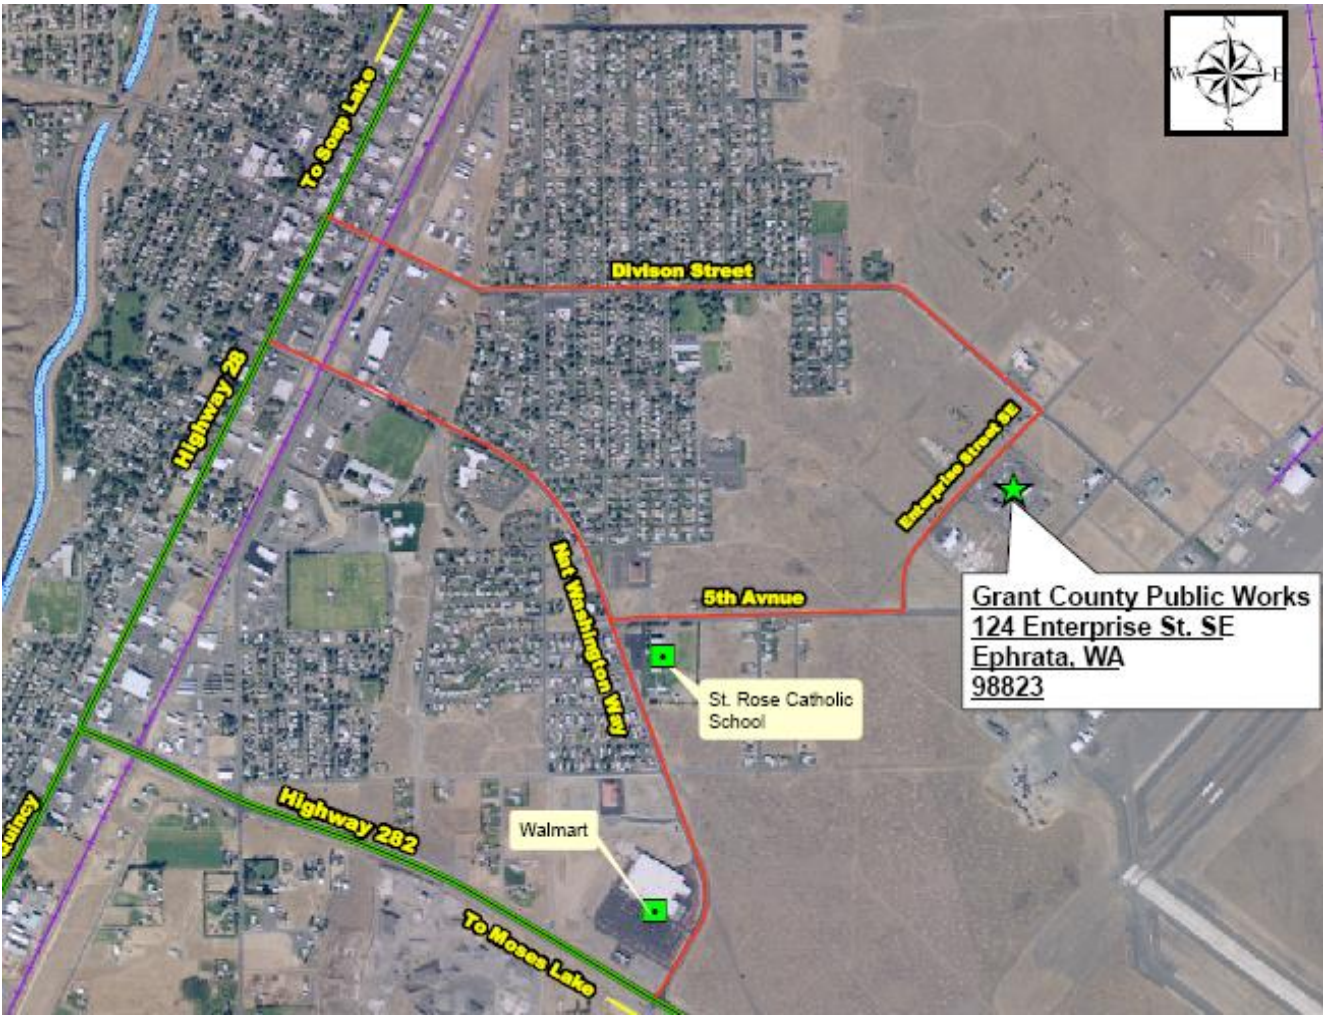 N
W
E
S
To Soap Lake
Divison Street
Highway 28
Enterprise Street SE
Nat Washington Way
5th Avnue
Grant County Public Works
124 Enterprise St. SE
Ephrata, WA
98823
St. Rose Catholic
School
Quincy
Highway 282
Walmart
To Moses Lake